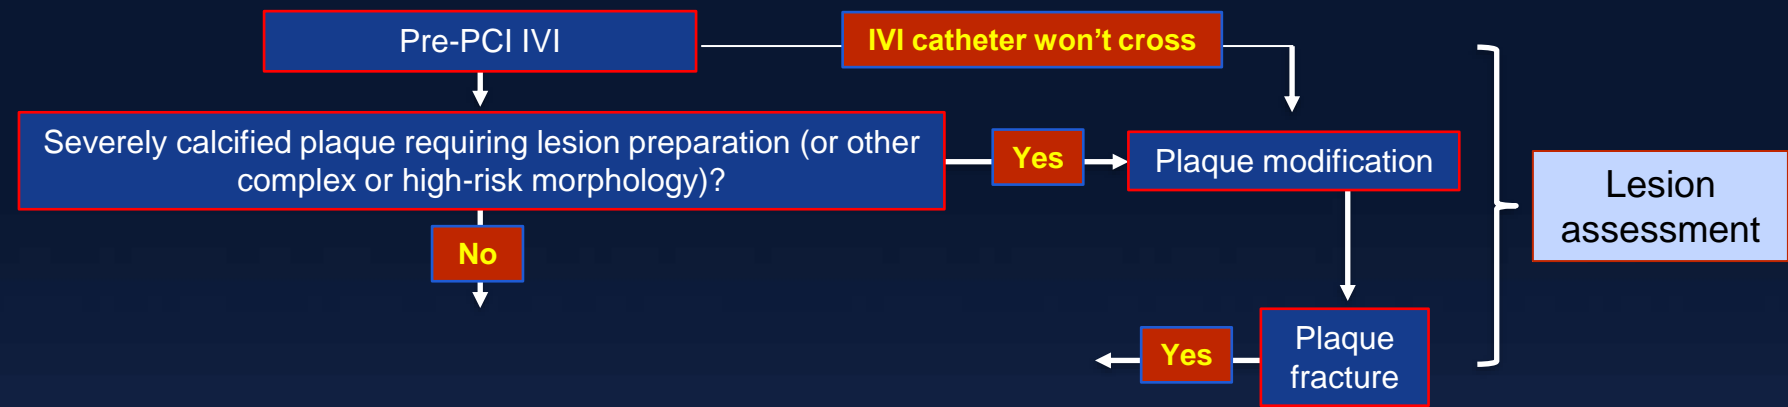 Pre-PCI IVI
IVI catheter won’t cross
Severely calcified plaque requiring lesion preparation (or other
complex or high-risk morphology)?
Yes
Plaque modification
Lesion
assessment
No
Yes
Plaque
fracture